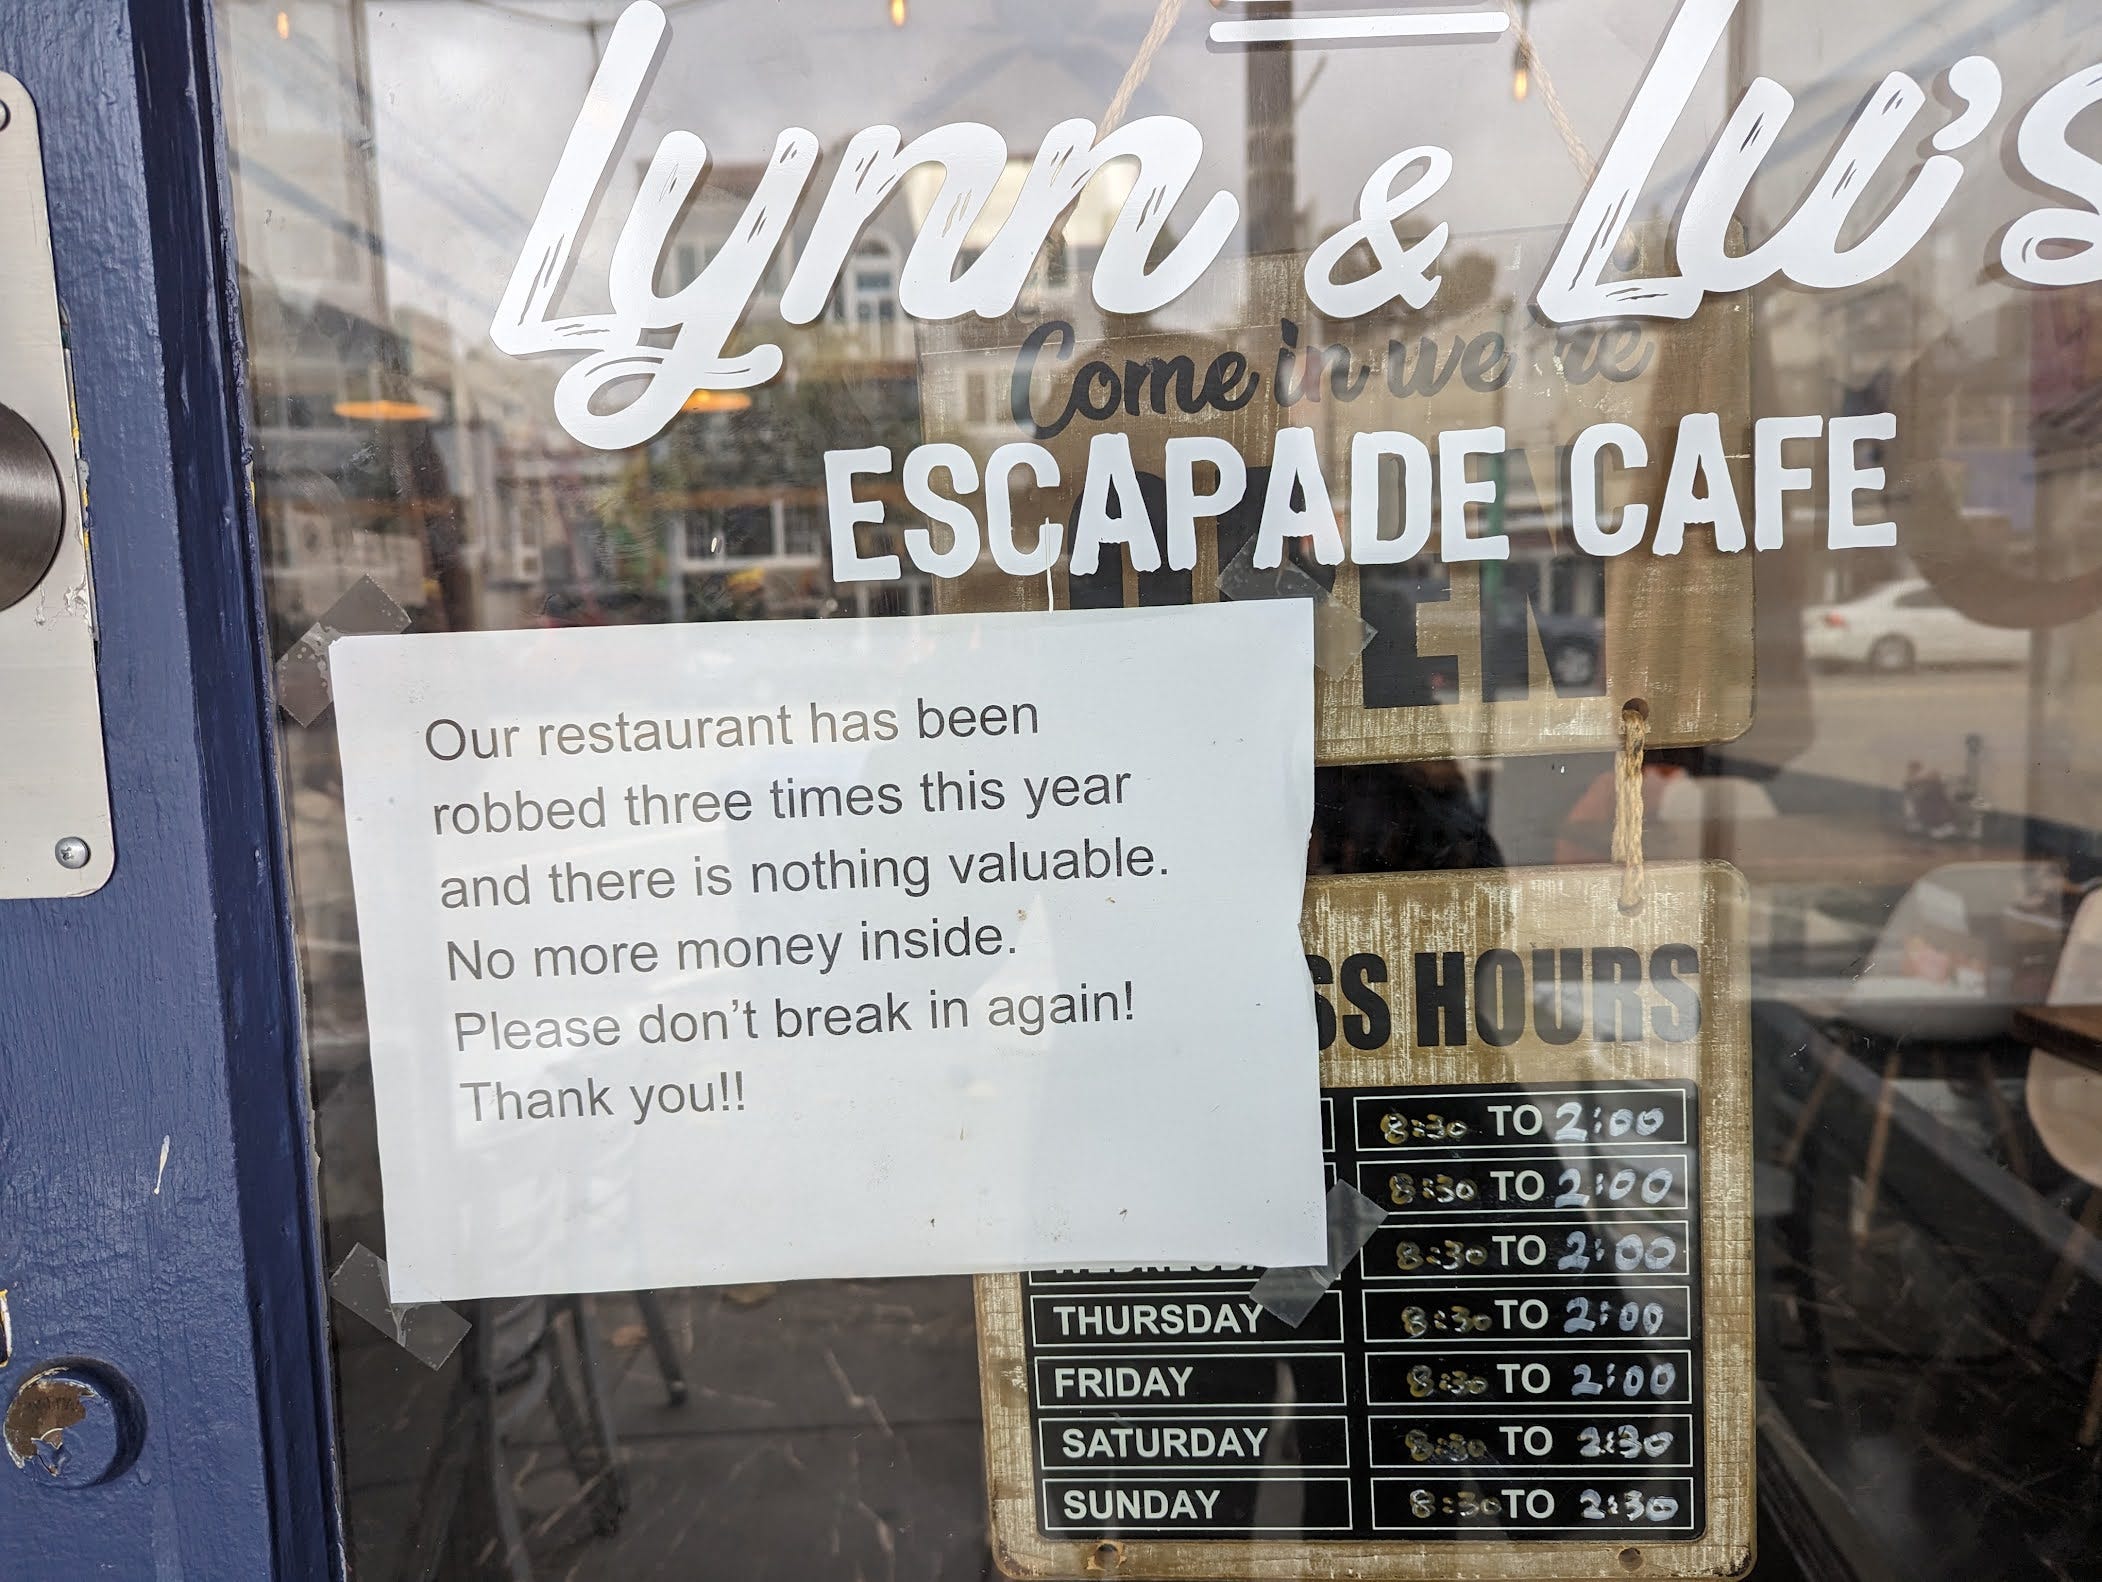 Lynn & Lu's
Come in we're
ESCAPADE CAFE
OPEN
Our restaurant has been
robbed three times this year
and there is nothing valuable.
No more money inside.
Please don't break in again!
Thank you!!
HOURS
8:30 TO 2:00
8:30 TO 2:00
8:30 TO 2:00
THURSDAY 8:30 TO 2:00
FRIDAY 8:30 TO 2:00
SATURDAY 8:30 TO 2:30
SUNDAY 8:30 TO 2:30